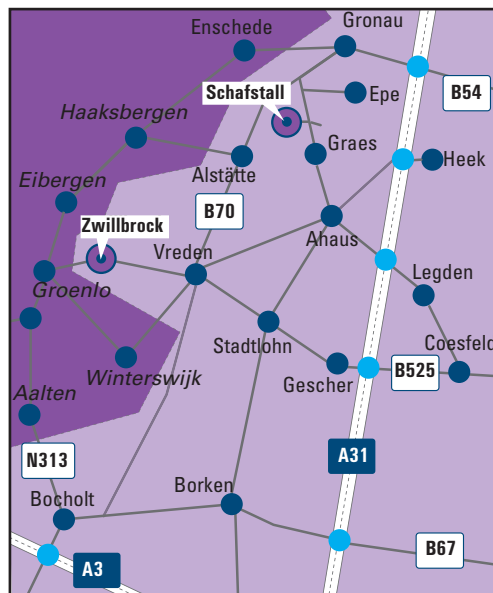 Enschede
Gronau
Schafstall
Epe
B54
Haaksbergen
Graes
Heek
Alstätte
Eibergen
B70
Zwillbrock
Ahaus
Vreden
Legden
Groenlo
Stadtlohn
Coesfeld
Winterswijk
Gescher
B525
Aalten
N313
A31
Borken
Bocholt
B67
A3